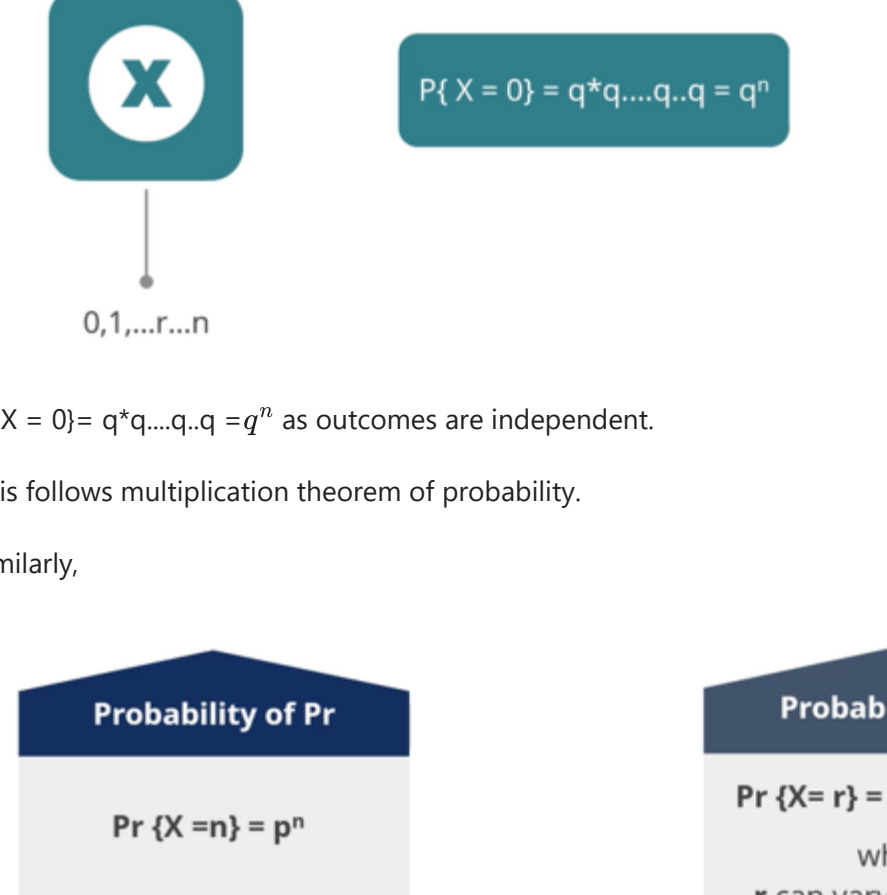 X
P{ X = 0} = q*q....q..q = qⁿ
0,1,...r...n
X = 0}= q*q....q..q =qⁿ as outcomes are independent.
is follows multiplication theorem of probability.
milarly,
Probability of Pr
Probab
Pr {X =n} = pⁿ
Pr {X= r} =
wh